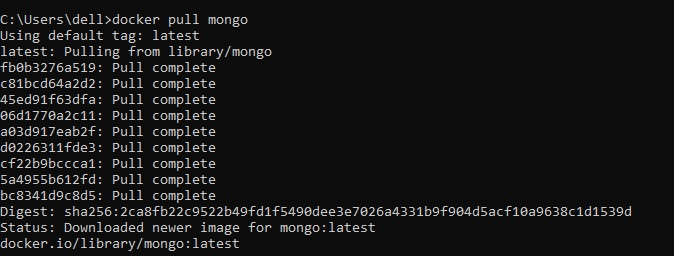 C:\Users\dell>docker pull mongo
Using default tag: latest
latest: Pulling from library/mongo
fb0b3276a519: Pull complete
c81bcd64a2d2: Pull complete
45ed91f63dfa: Pull complete
06d1770a2c11: Pull complete
a03d917eab2f: Pull complete
d0226311fde3: Pull complete
cf22b9bccca1: Pull complete
5a4955b612fd: Pull complete
bc8341d9c8d5: Pull complete
Digest: sha256:2ca8fb22c9522b49fd1f5490dee3e7026a4331b9f904d5acf10a9638c1d1539d
Status: Downloaded newer image for mongo:latest
docker.io/library/mongo:latest